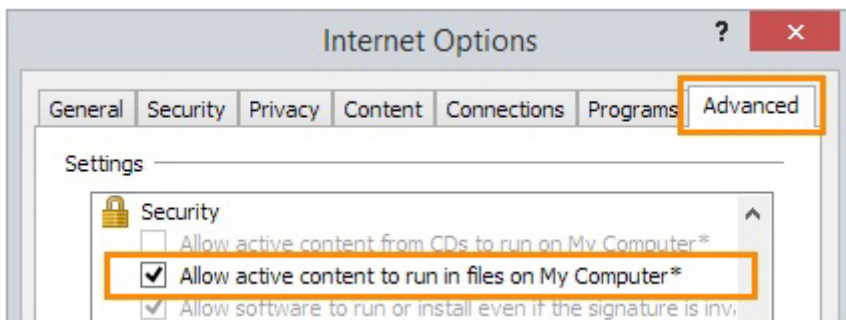 Internet Options
?
General Security Privacy Content Connections Programs Advanced
Settings
Security
Allow active content from CDs to run on My Computer*
Allow active content to run in files on My Computer*
Allow software to run or install even if the signature is